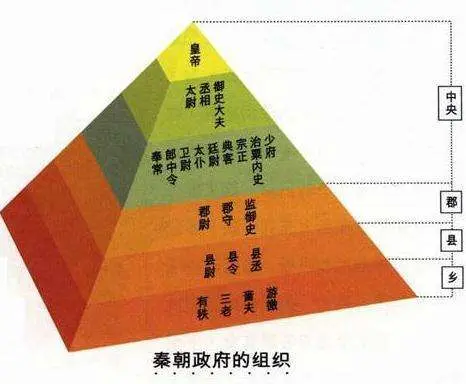 皇帝
太尉
丞相
御史大夫
奉常
郎中令
卫尉
太仆
廷尉
典客
宗正
治粟内史
少府
中央
郡尉
郡守
监御史
郡
县尉
县令
县丞
县
有秩
三老
啬夫
游徼
乡
秦朝政府的组织